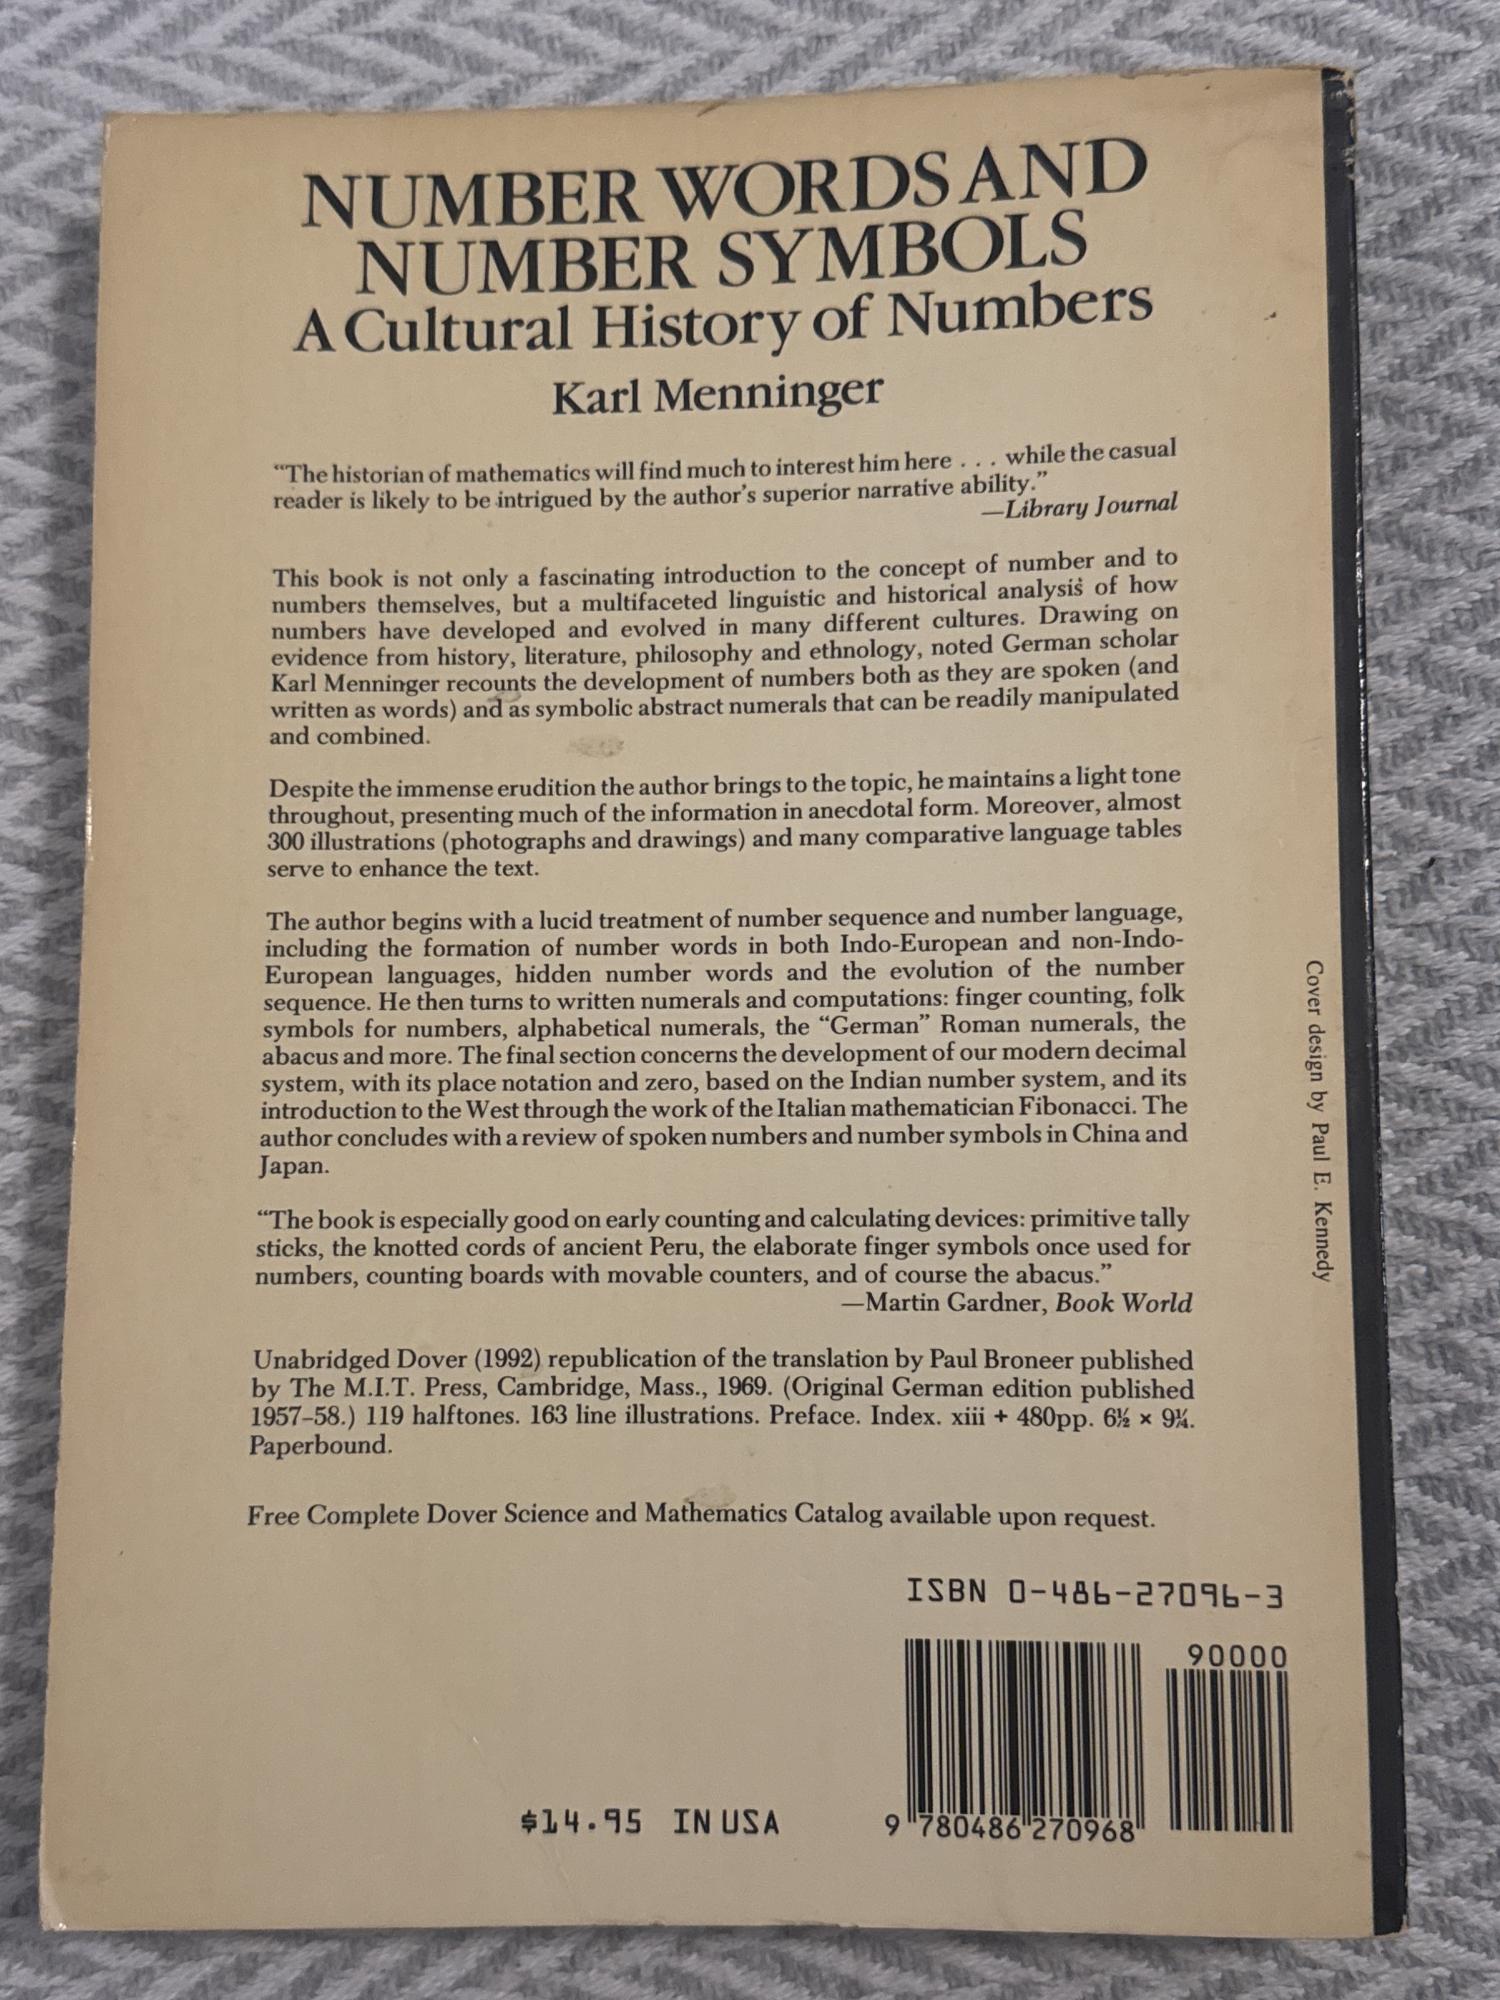 NUMBER WORDS AND
NUMBER SYMBOLS
A Cultural History of Numbers
Karl Menninger
“The historian of mathematics will find much to interest him here . . . while the casual
reader is likely to be intrigued by the author’s superior narrative ability.”
—Library Journal
This book is not only a fascinating introduction to the concept of number and to
numbers themselves, but a multifaceted linguistic and historical analysis of how
numbers have developed and evolved in many different cultures. Drawing on
evidence from history, literature, philosophy and ethnology, noted German scholar
Karl Menninger recounts the development of numbers both as they are spoken (and
written as words) and as symbolic abstract numerals that can be readily manipulated
and combined.
Despite the immense erudition the author brings to the topic, he maintains a light tone
throughout, presenting much of the information in anecdotal form. Moreover, almost
300 illustrations (photographs and drawings) and many comparative language tables
serve to enhance the text.
The author begins with a lucid treatment of number sequence and number language,
including the formation of number words in both Indo-European and non-Indo-
European languages, hidden number words and the evolution of the number
sequence. He then turns to written numerals and computations: finger counting, folk
symbols for numbers, alphabetical numerals, the “German” Roman numerals, the
abacus and more. The final section concerns the development of our modern decimal
system, with its place notation and zero, based on the Indian number system, and its
introduction to the West through the work of the Italian mathematician Fibonacci. The
author concludes with a review of spoken numbers and number symbols in China and
Japan.
“The book is especially good on early counting and calculating devices: primitive tally
sticks, the knotted cords of ancient Peru, the elaborate finger symbols once used for
numbers, counting boards with movable counters, and of course the abacus.”
—Martin Gardner, Book World
Unabridged Dover (1992) republication of the translation by Paul Broneer published
by The M.I.T. Press, Cambridge, Mass., 1969. (Original German edition published
1957–58.) 119 halftones. 163 line illustrations. Preface. Index. xiii + 480pp. 6½ × 9¼.
Paperbound.
Free Complete Dover Science and Mathematics Catalog available upon request.
ISBN 0-486-27096-3
90000
9 780486 270968
$14.95 IN USA
Cover design by Paul E. Kennedy